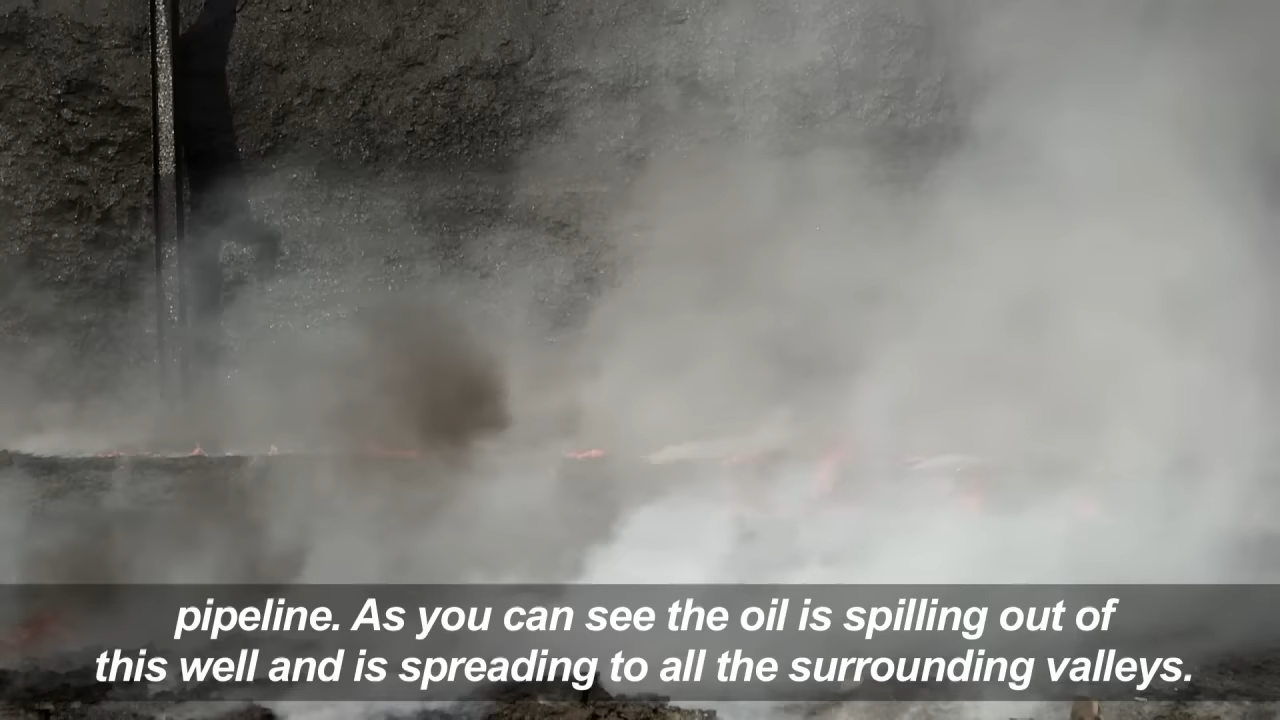 pipeline. As you can see the oil is spilling out of
this well and is spreading to all the surrounding valleys.